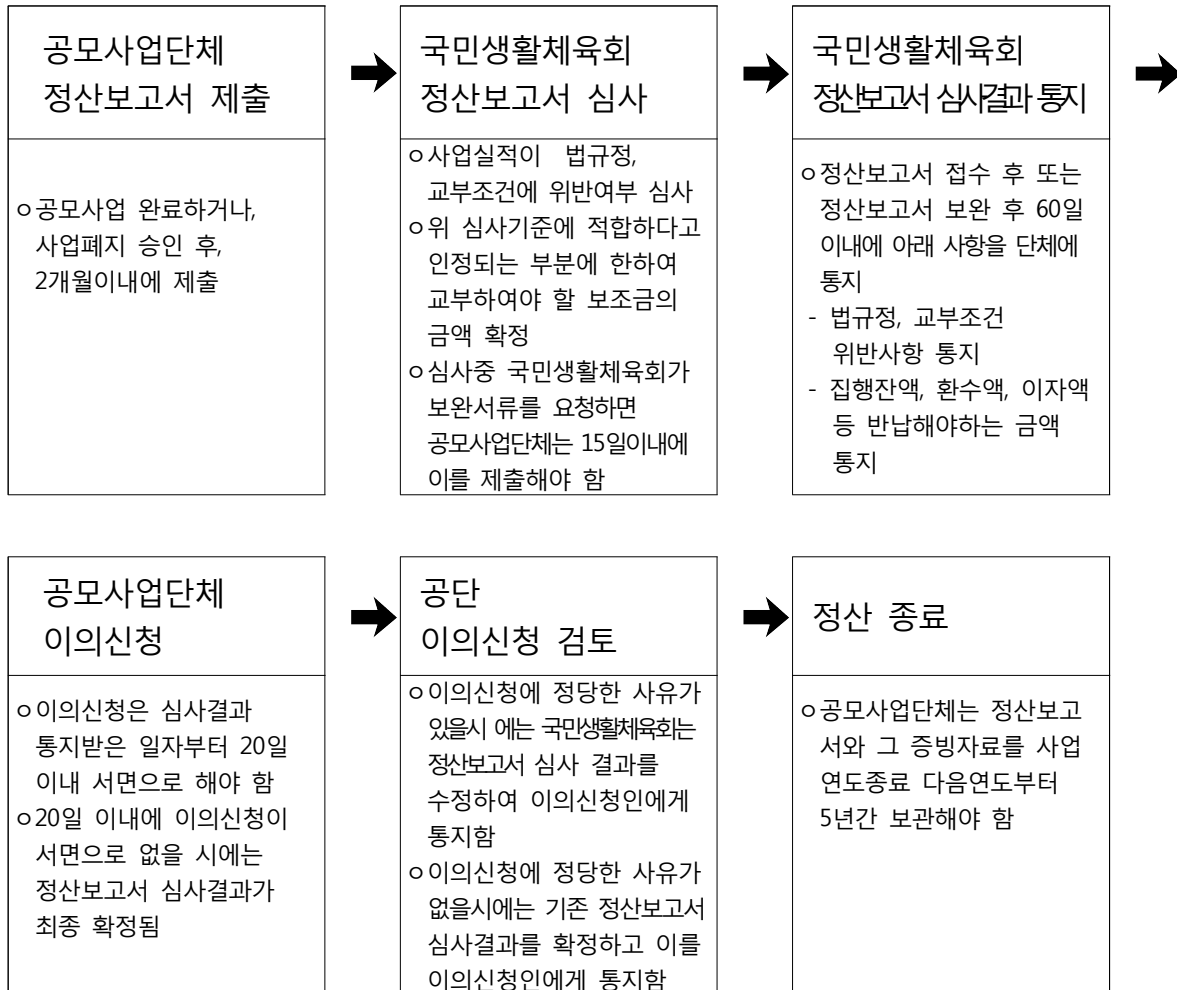 공모사업단체
정산보고서 제출
ㅇ공모사업 완료하거나,
사업폐지 승인 후,
2개월이내에 제출
국민생활체육회
정산보고서 심사
ㅇ사업실적이 법규정,
교부조건에 위반여부 심사
ㅇ위 심사기준에 적합하다고
인정되는 부분에 한하여
교부하여야 할 보조금의
금액 확정
ㅇ심사중 국민생활체육회가
보완서류를 요청하면
공모사업단체는 15일이내에
이를 제출해야 함
국민생활체육회
정산보고서 심사결과 통지
ㅇ정산보고서 접수 후 또는
정산보고서 보완 후 60일
이내에 아래 사항을 단체에
통지
- 법규정, 교부조건
위반사항 통지
- 집행잔액, 환수액, 이자액
등 반납해야하는 금액
통지
공모사업단체
이의신청
ㅇ이의신청은 심사결과
통지받은 일자부터 20일
이내 서면으로 해야 함
ㅇ20일 이내에 이의신청이
서면으로 없을 시에는
정산보고서 심사결과가
최종 확정됨
공단
이의신청 검토
ㅇ이의신청에 정당한 사유가
있을시 에는 국민생활체육회는
정산보고서 심사 결과를
수정하여 이의신청인에게
통지함
ㅇ이의신청에 정당한 사유가
없을시에는 기존 정산보고서
심사결과를 확정하고 이를
이의신청인에게 통지함
정산 종료
ㅇ공모사업단체는 정산보고
서와 그 증빙자료를 사업
연도종료 다음연도부터
5년간 보관해야 함